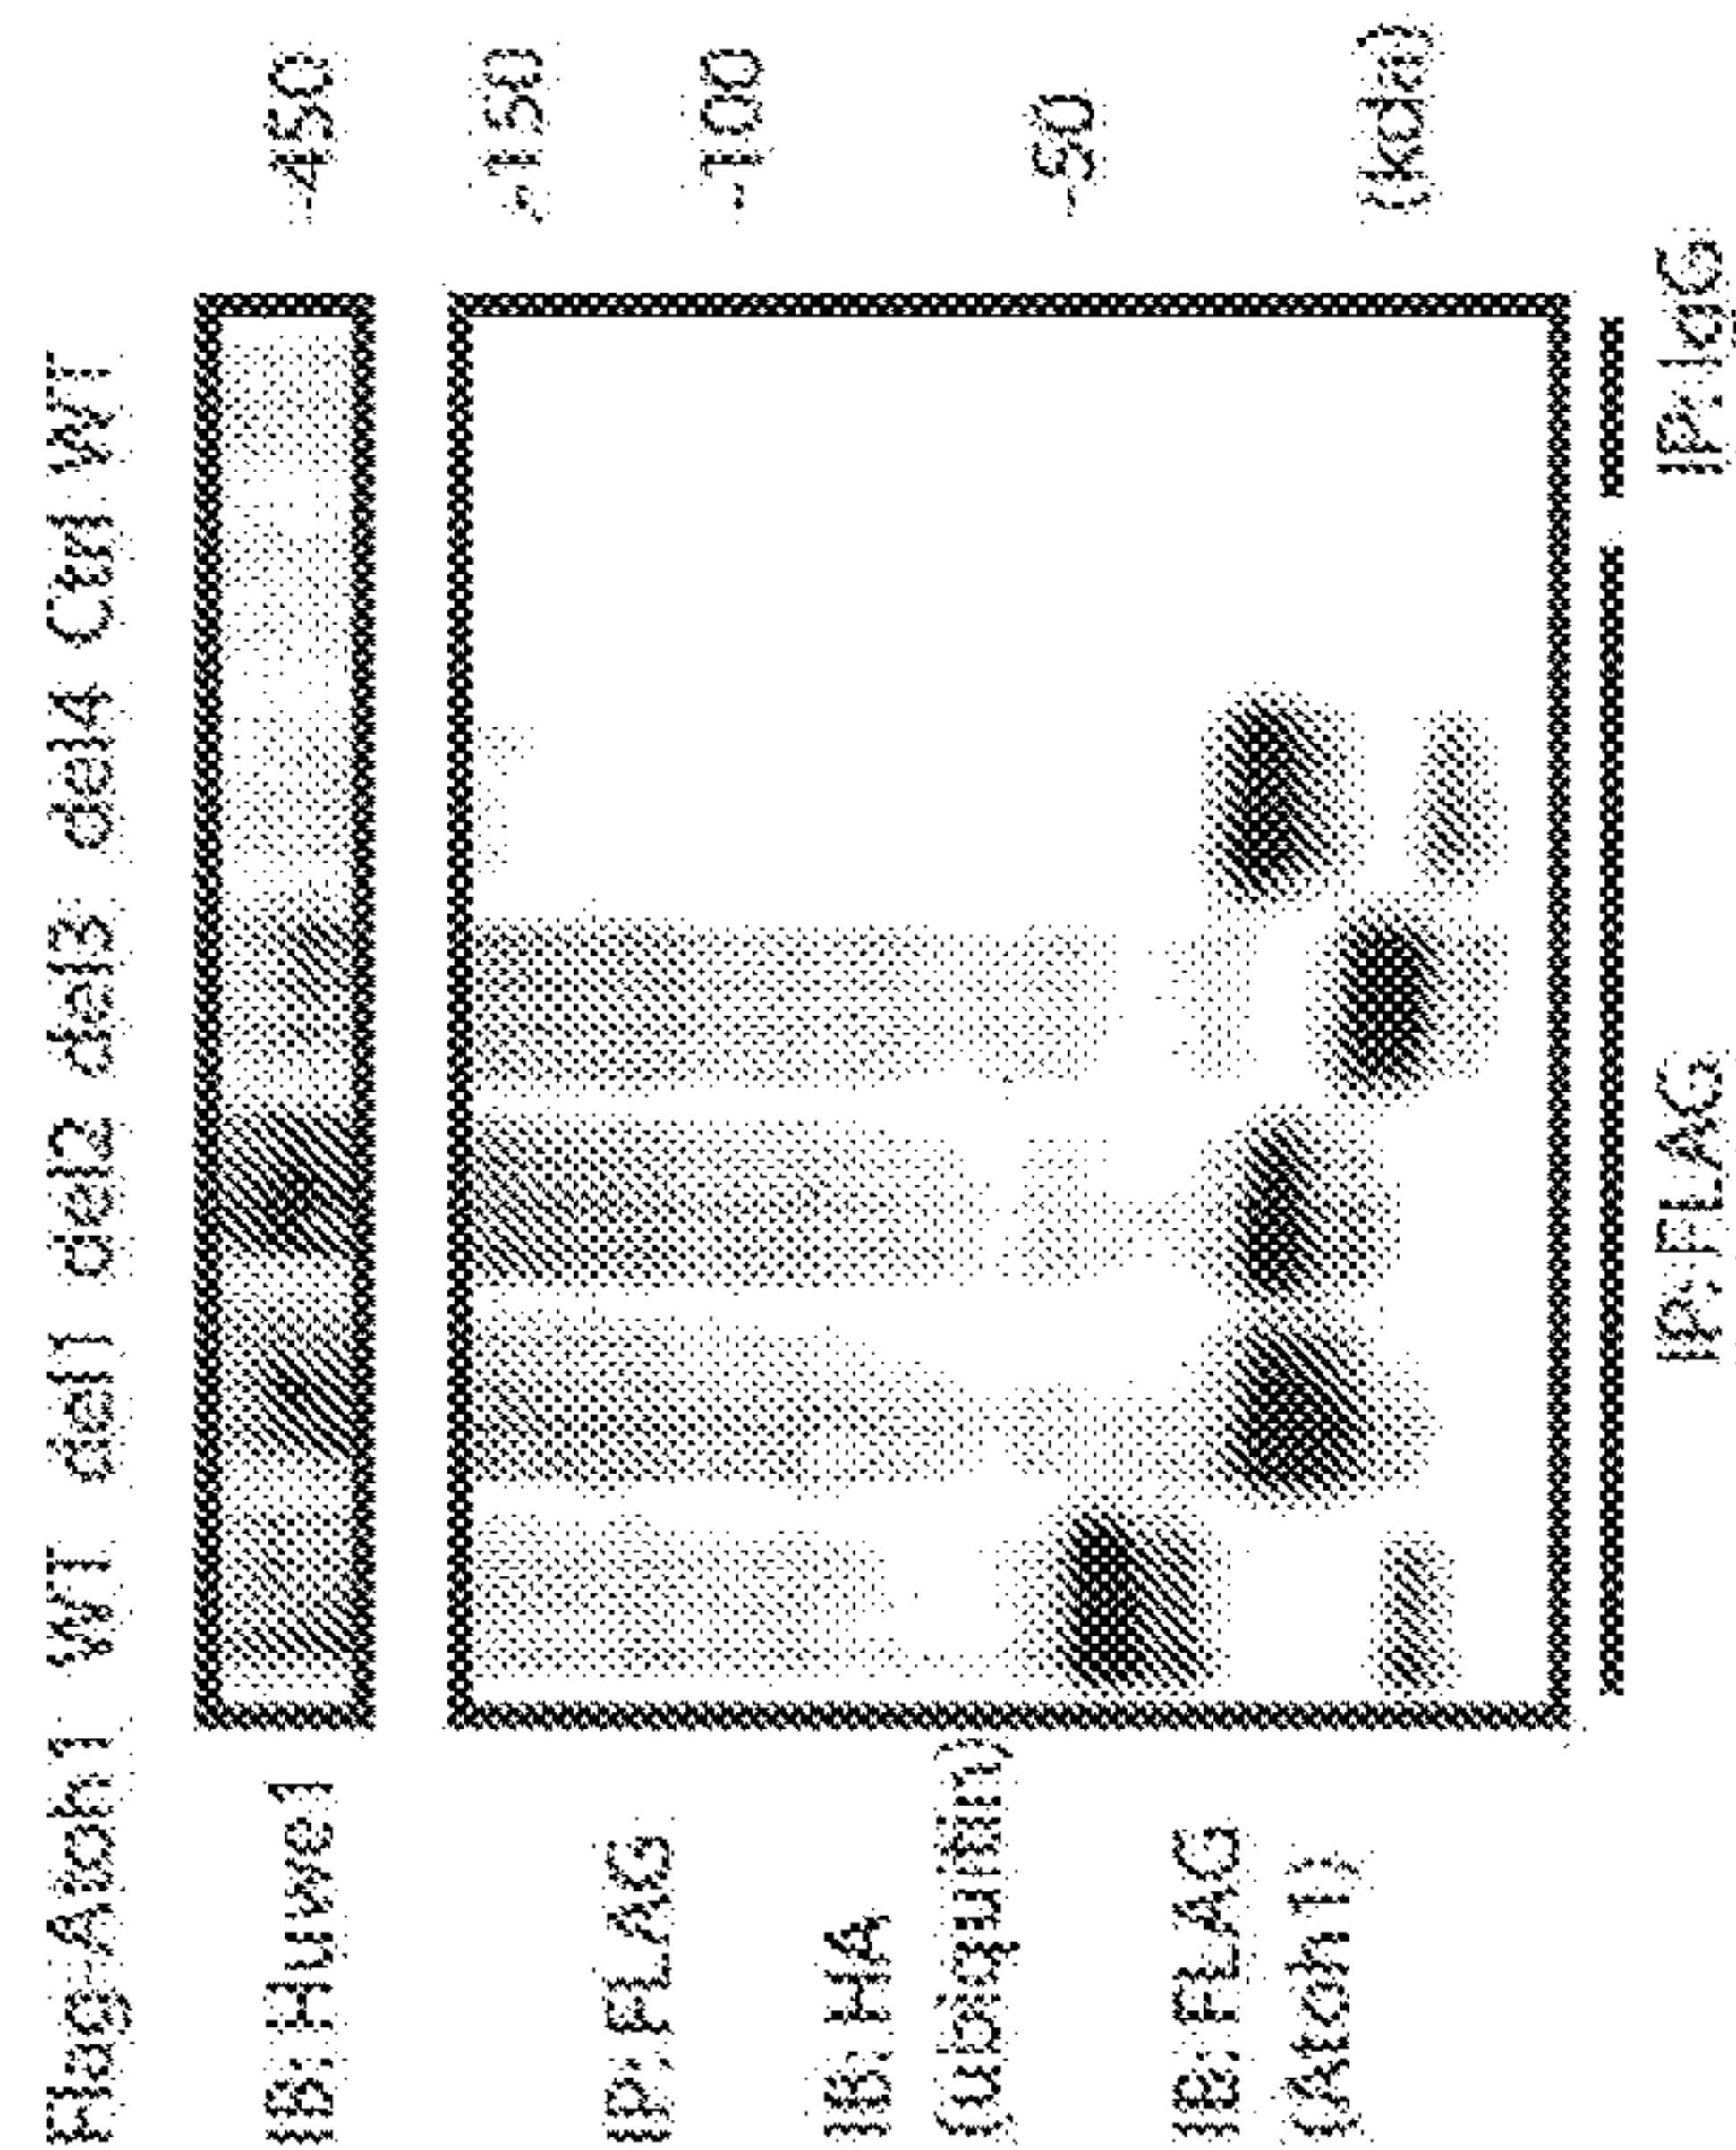 Flag-Atoh1 WT del1 del2 del3 del4 Ctrl WT
IB: Huwe1
-450
IP: FLAG
IB: HA
(ubiquitin)
IB: FLAG
(Atoh1)
-150
-100
-50
(kda)
IP: FLAG
IP: IgG